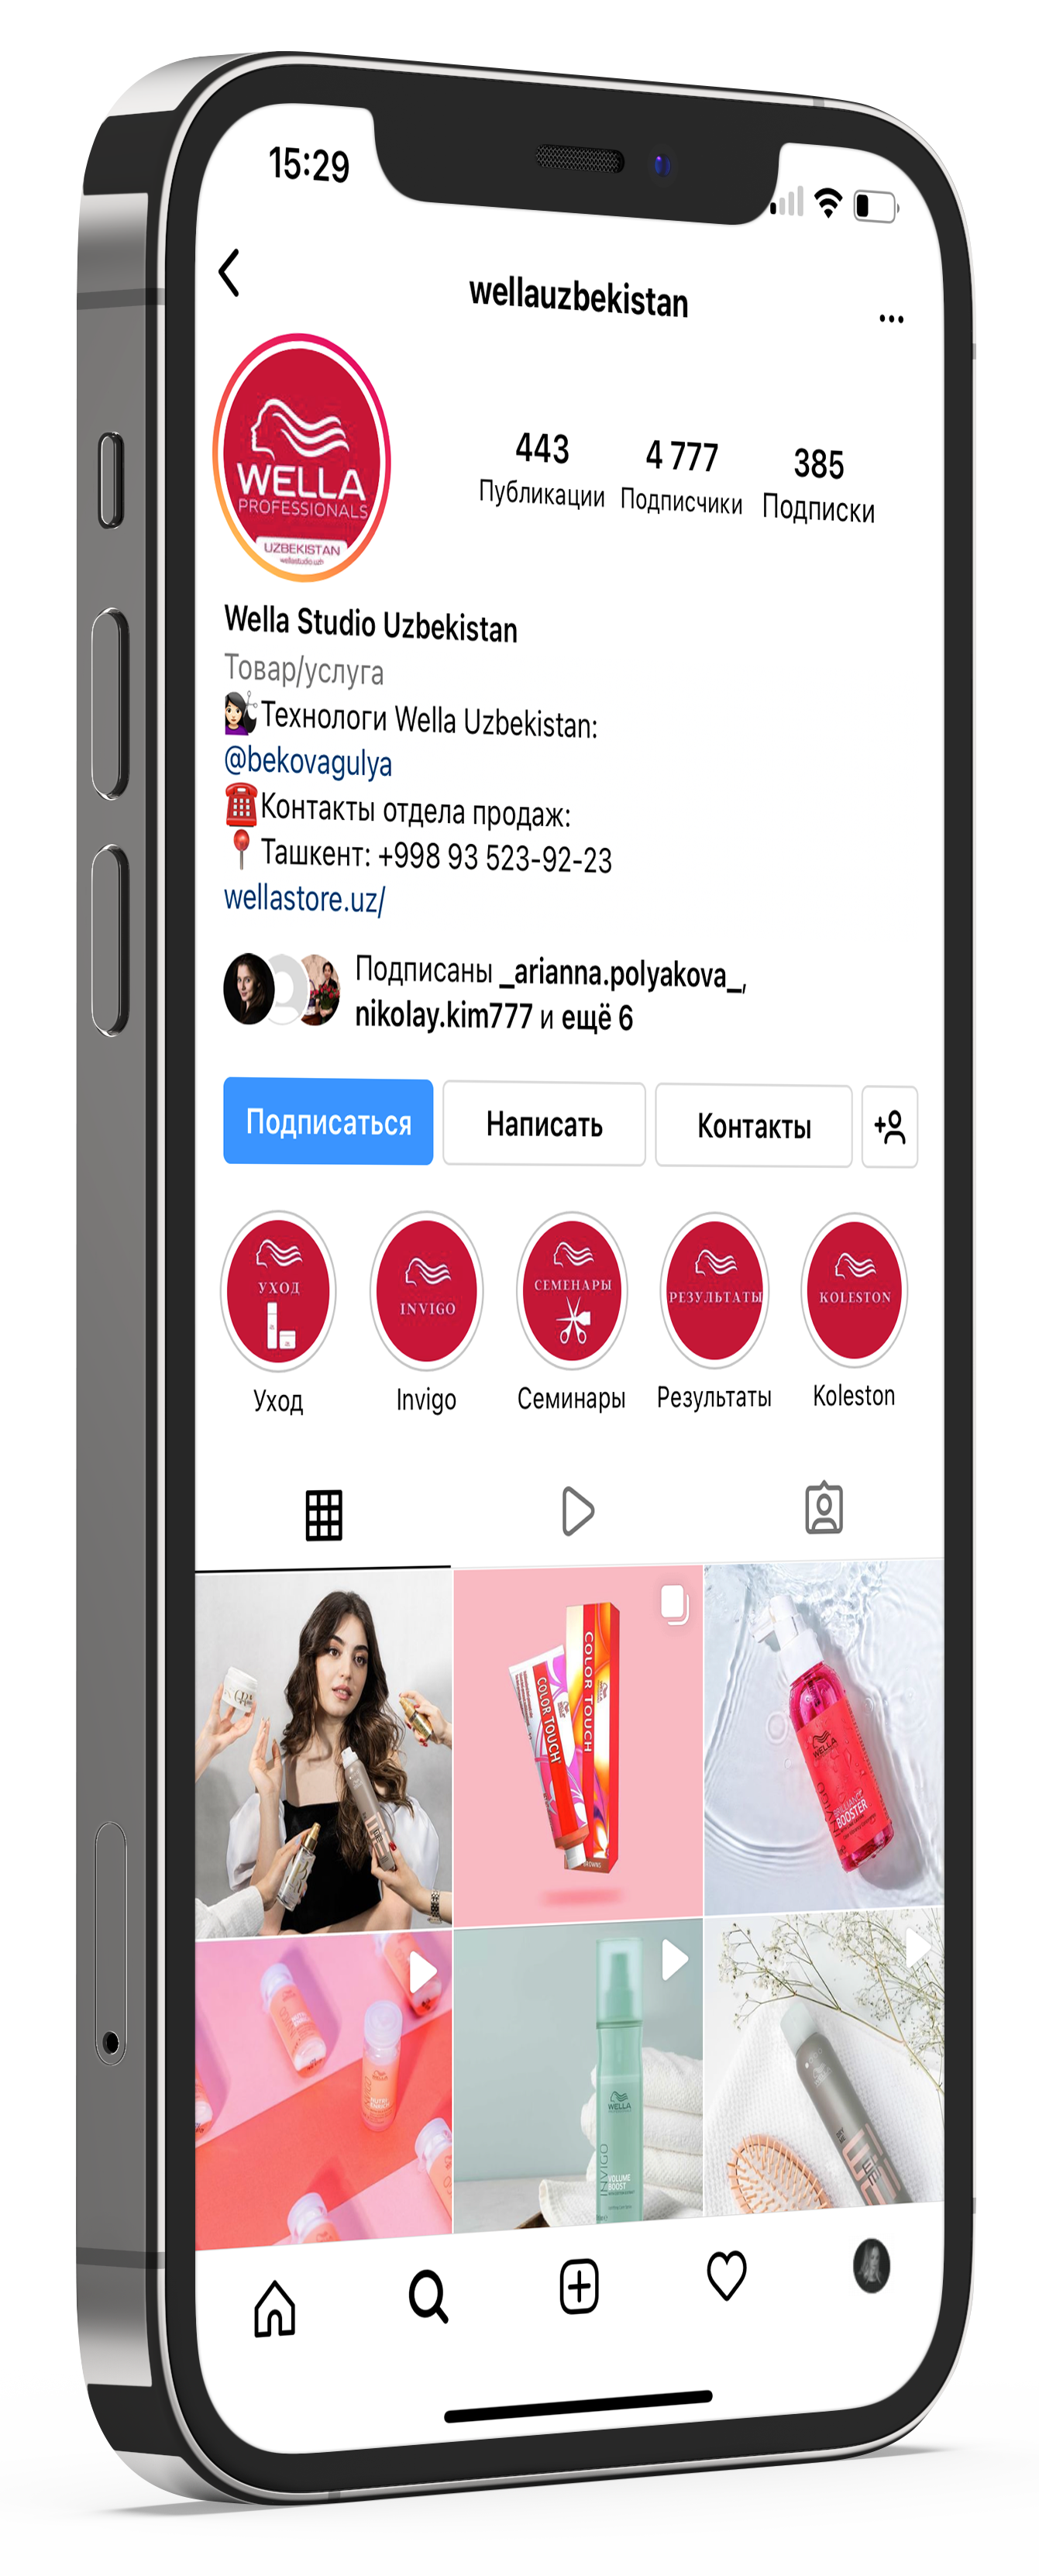 15:29
wellauzbekistan
WELLA
PROFESSIONALS
UZBEKISTAN
wellastudio.uzh
443 4 777 385
Публикации Подписчики Подписки
Wella Studio Uzbekistan
Товар/услуга
Технологи Wella Uzbekistan:
@bekovagulya
☎️Контакты отдела продаж:
📍 Ташкент: +998 93 523-92-23
wellastore.uz/
Подписаны _arianna.polyakova_,
nikolay.kim777 и ещё 6
Подписаться Написать Контакты
УХОД INVIGO СЕМЕНАРЫ РЕЗУЛЬТАТЫ KOLESTON
Уход Invigo Семинары Результаты Koleston
COLOR TOUCH
COLOR TOUCH
WELLA
BRILLIANCE
BOOSTER
WELLA
INVIGO
VOLUME
BOOST